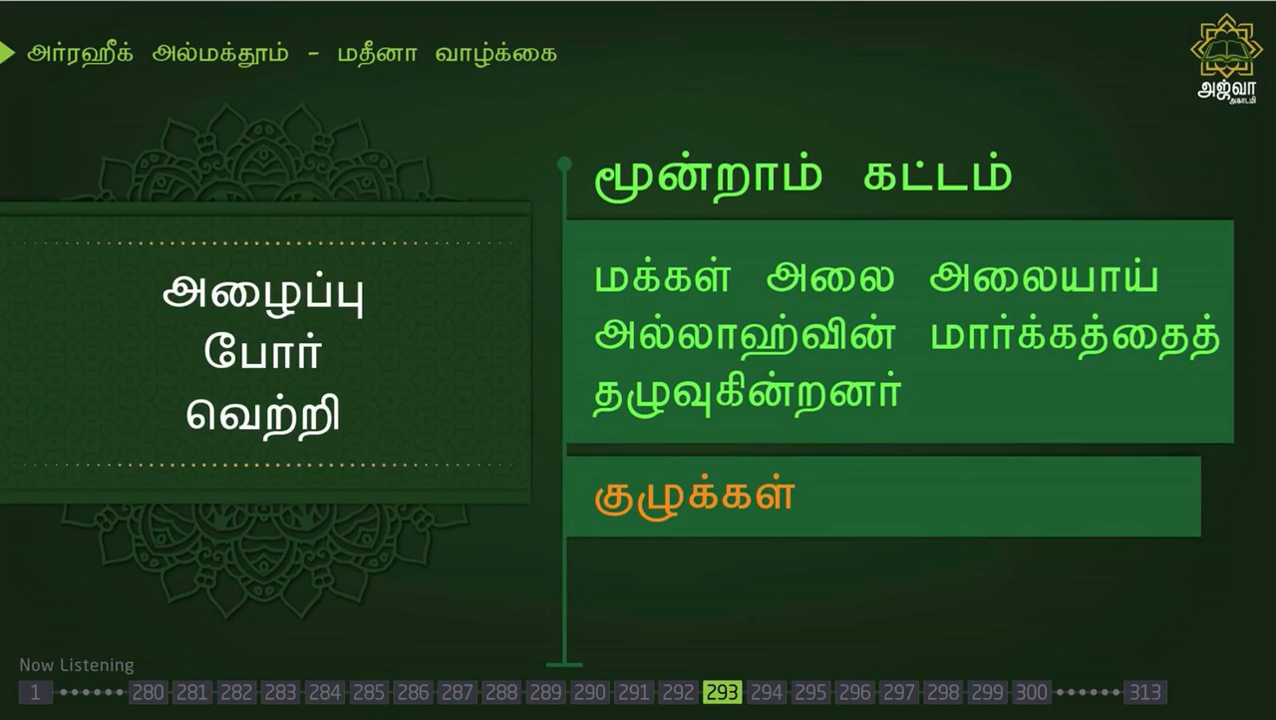 அர்ரஹீக் அல்மக்தூம் - மதீனா வாழ்க்கை
அஜ்வா
அகாடமி
அழைப்பு
போர்
வெற்றி
மூன்றாம் கட்டம்
மக்கள் அலை அலையாய்
அல்லாஹ்வின் மார்க்கத்தைத்
தழுவுகின்றனர்
குழுக்கள்
Now Listening
1 280 281 282 283 284 285 286 287 288 289 290 291 292 293 294 295 296 297 298 299 300 313